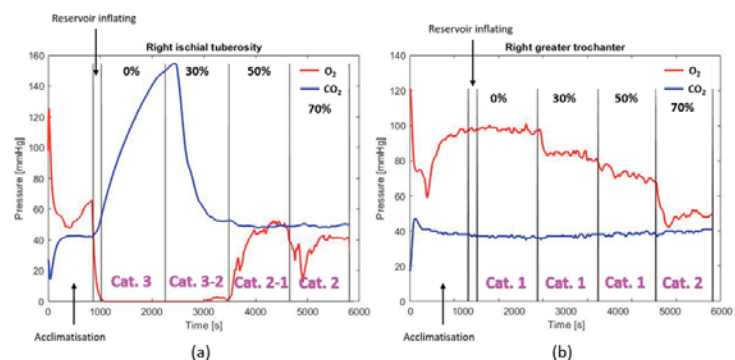 Reservoir inflating
Right ischial tuberosity
160
140
120
100
80
60
40
20
0
Pressure [mmHg]
0% 30% 50%
70%
O2
CO2
Cat. 3 Cat. 3-2 Cat. 2-1 Cat. 2
0 1000 2000 3000 4000 5000 6000
Time [s]
Acclimatisation
(a)
Reservoir inflating
Right greater trochanter
140
120
100
80
60
40
20
0
Pressure [mmHg]
0% 30% 50%
70%
O2
CO2
Cat. 1 Cat. 1 Cat. 1 Cat. 2
0 1000 2000 3000 4000 5000 6000
Time [s]
Acclimatisation
(b)